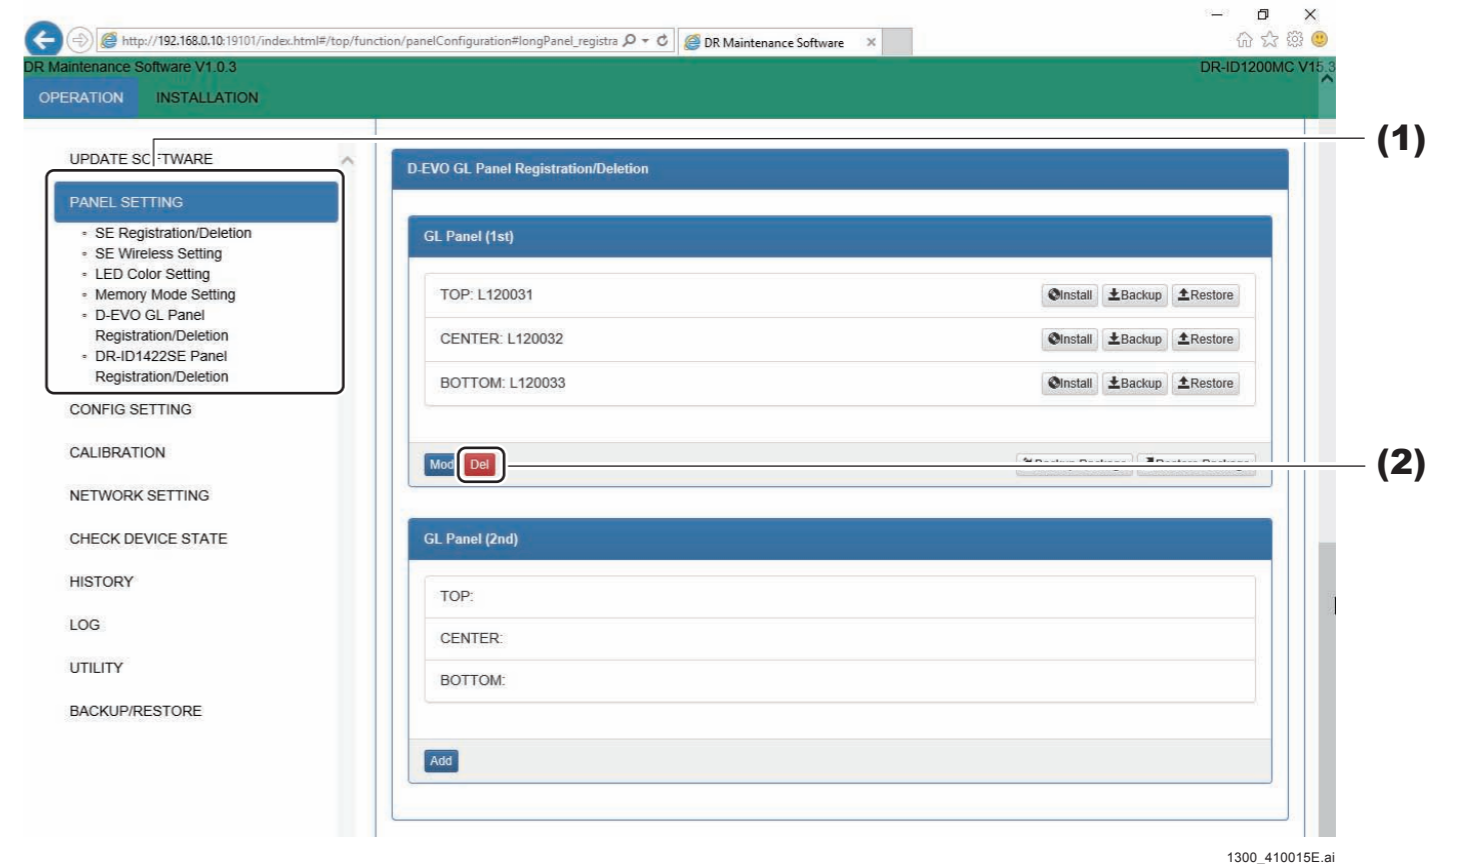 http://192.168.0.10:19101/index.html#/top/function/panelConfiguration#longPanel_registra
DR Maintenance Software
DR Maintenance Software V1.0.3
DR-ID1200MC V15.3
OPERATION INSTALLATION
(1)
UPDATE SOFTWARE
PANEL SETTING
SE Registration/Deletion
SE Wireless Setting
LED Color Setting
Memory Mode Setting
D-EVO GL Panel
Registration/Deletion
DR-ID1422SE Panel
Registration/Deletion
CONFIG SETTING
CALIBRATION
NETWORK SETTING
CHECK DEVICE STATE
HISTORY
LOG
UTILITY
BACKUP/RESTORE
D-EVO GL Panel Registration/Deletion
GL Panel (1st)
TOP: L120031 Install Backup Restore
CENTER: L120032 Install Backup Restore
BOTTOM: L120033 Install Backup Restore
Mod Del Backup Package Restore Package
(2)
GL Panel (2nd)
TOP:
CENTER:
BOTTOM:
Add
1300_410015E.ai